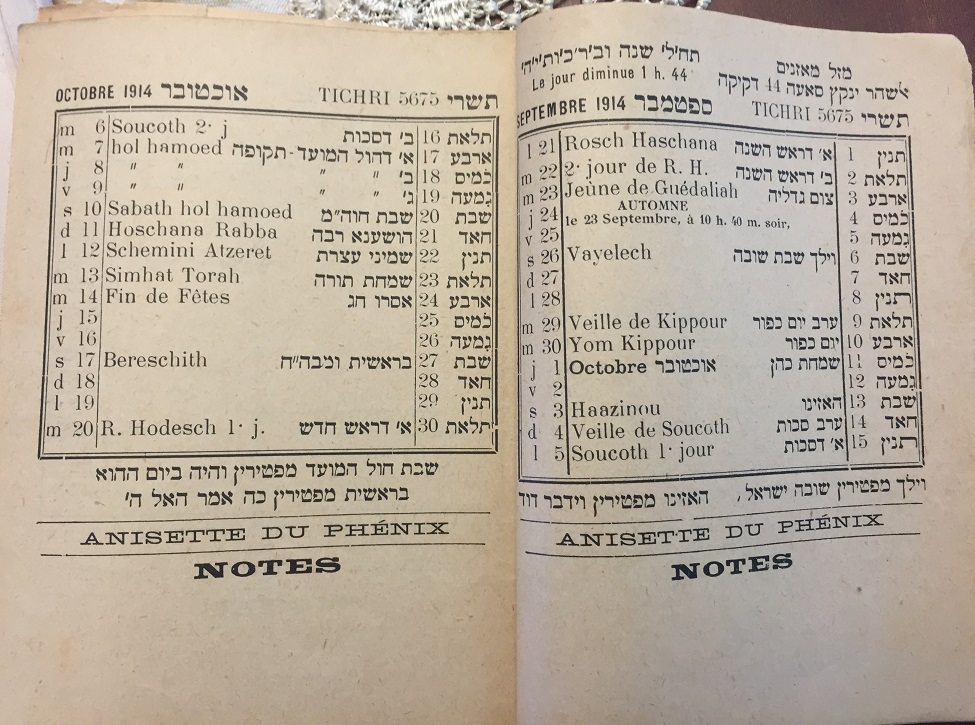 תחילי שנה וברכותיה
Le jour diminue 1 h. 44
מזל מאזנים
אשהר ינקץ סאעה 44 דקיקה
SEPTEMBRE 1914 ספטמבר TICHRI 5675 תשרי
l 21 Rosch Haschana א׳ דראש השנה 1 תנין
m 22 2· jour de R. H. ב׳ דראש השנה 2 תלאת
m 23 Jeûne de Guédaliah צום גדליה 3 ארבע
j 24 AUTOMNE 4 כמיס
le 23 Septembre, à 10 h. 40 m. soir,
v 25 5 גמעה
s 26 Vayelech וילך שבת שובה 6 שבת
d 27 7 חאד
l 28 8 תנין
m 29 Veille de Kippour ערב יום כפור 9 תלאת
m 30 Yom Kippour יום כפור 10 ארבע
j 1 Octobre אוכטובר שמחת כהן 11 כמיס
v 2 12 גמעה
s 3 Haazinou האזינו 13 שבת
d 4 Veille de Soucoth ערב סכות 14 חאד
l 5 Soucoth 1· jour א׳ דסכות 15 תנין
וילך מפטירין שובה ישראל, האזינו מפטירין וידבר דוד
ANISETTE DU PHÉNIX
NOTES
OCTOBRE 1914 אוכטובר TICHRI 5675 תשרי
m 6 Soucoth 2· j ב׳ דסכות 16 תלאת
m 7 hol hamoed א׳ דחול המועד - תקופה 17 ארבע
j 8 " " ב׳ " " 18 כמיס
v 9 " " ג׳ " " 19 גמעה
s 10 Sabath hol hamoed שבת חוה״מ 20 שבת
d 11 Hoschana Rabba הושענא רבה 21 חאד
l 12 Schemini Atzeret שמיני עצרת 22 תנין
m 13 Simhat Torah שמחת תורה 23 תלאת
m 14 Fin de Fêtes אסרו חג 24 ארבע
j 15 25 כמיס
v 16 26 גמעה
s 17 Bereschith בראשית ומבה״ח 27 שבת
d 18 28 חאד
l 19 29 תנין
m 20 R. Hodesch 1· j. א׳ דראש חדש 30 תלאת
שבת חול המועד מפטירין והיה ביום ההוא
בראשית מפטירין כה אמר האל ה׳
ANISETTE DU PHÉNIX
NOTES